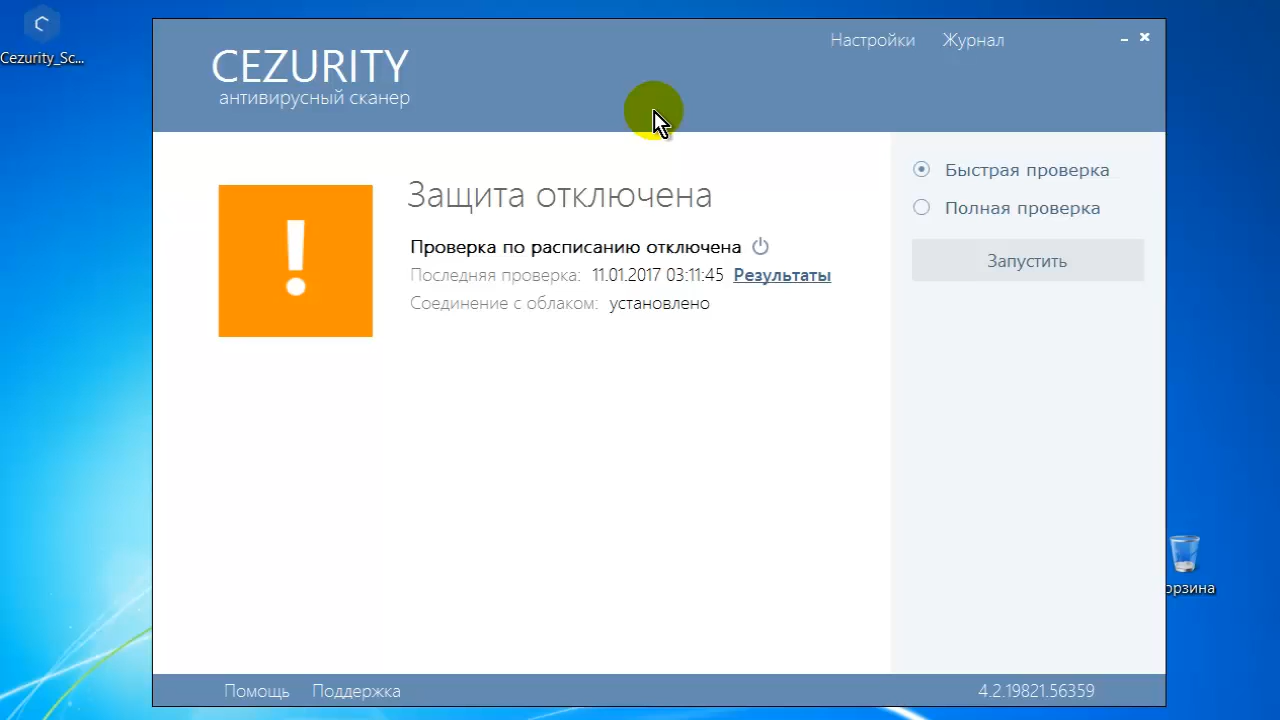 Cezurity_Sc...
Настройки Журнал
CEZURITY
антивирусный сканер
Защита отключена
Проверка по расписанию отключена
Последняя проверка: 11.01.2017 03:11:45 Результаты
Соединение с облаком: установлено
Быстрая проверка
Полная проверка
Запустить
орзина
Помощь Поддержка
4.2.19821.56359